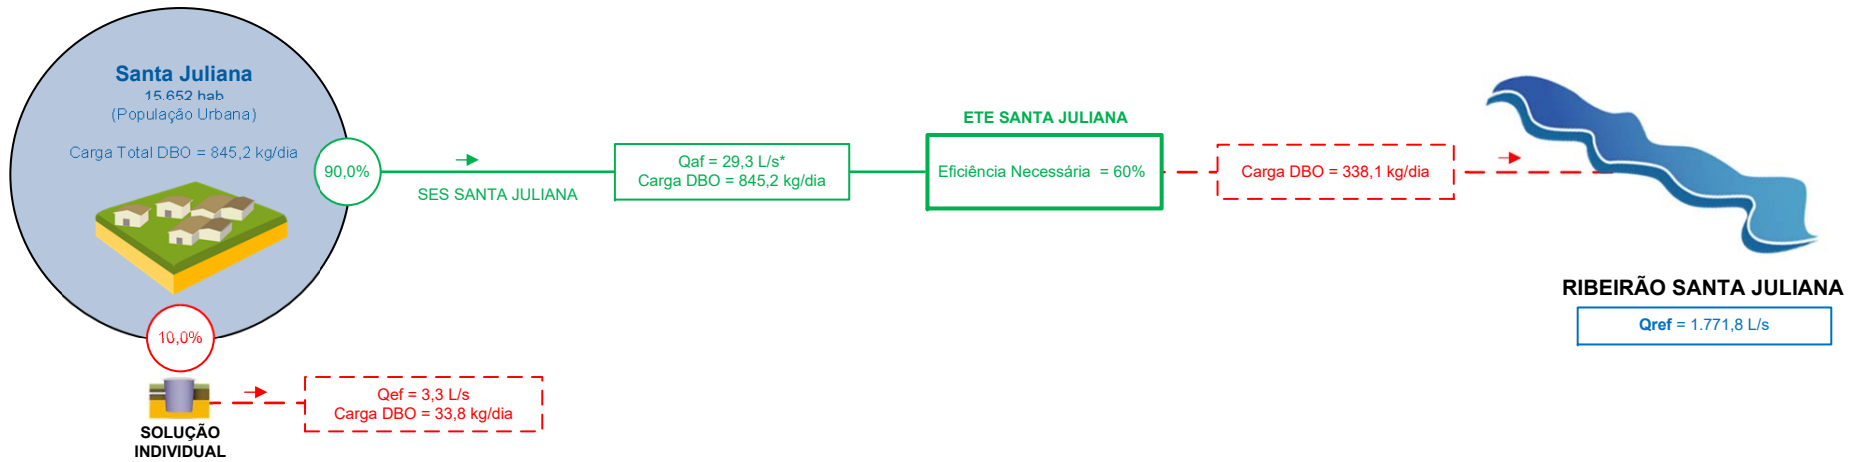 Santa Juliana
15.652 hab
(População Urbana)
Carga Total DBO = 845,2 kg/dia
90,0%
SES SANTA JULIANA
Qaf = 29,3 L/s*
Carga DBO = 845,2 kg/dia
ETE SANTA JULIANA
Eficiência Necessária = 60%
Carga DBO = 338,1 kg/dia
RIBEIRÃO SANTA JULIANA
Qref = 1.771,8 L/s
10,0%
Qef = 3,3 L/s
Carga DBO = 33,8 kg/dia
SOLUÇÃO
INDIVIDUAL